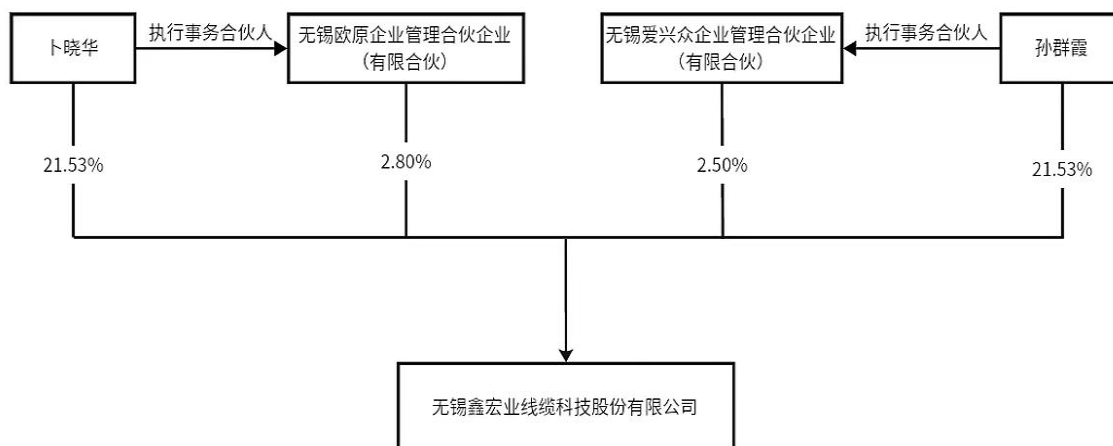 卜晓华
执行事务合伙人
无锡欧原企业管理合伙企业
（有限合伙）
无锡爱兴众企业管理合伙企业
（有限合伙）
执行事务合伙人
孙群霞
21.53%
2.80%
2.50%
21.53%
无锡鑫宏业线缆科技股份有限公司